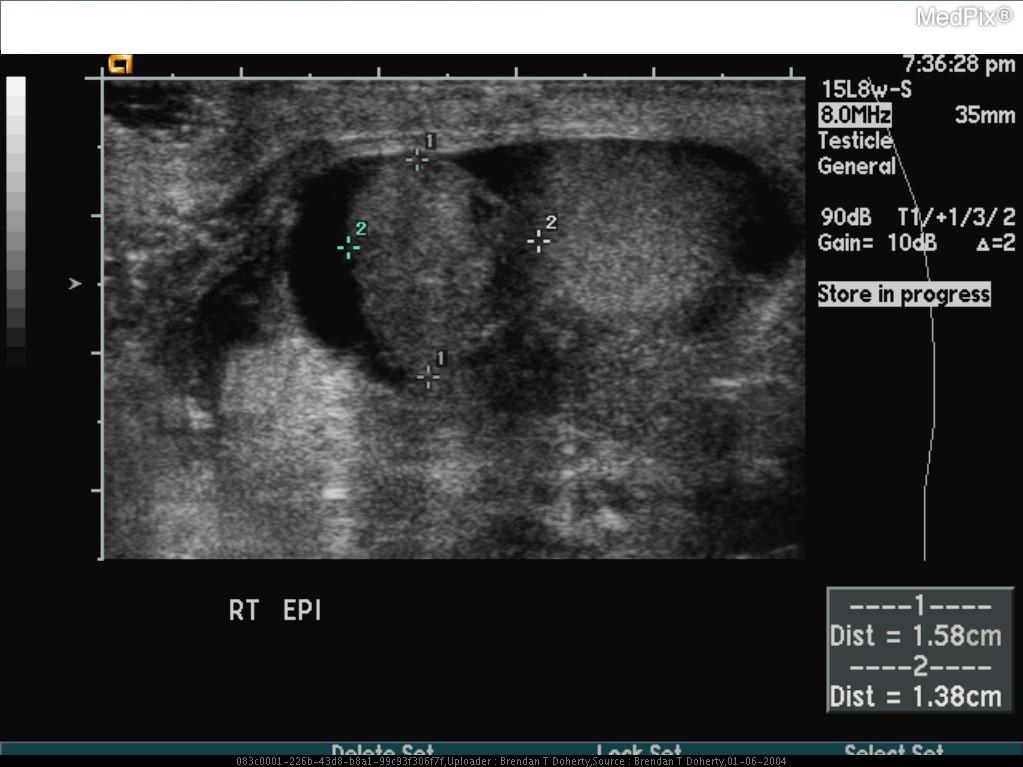 MedPix®
7:36:28 pm
15L8w-S
8.0MHz 35mm
Testicle
General
90dB T1/+1/3/2
Gain= 10dB Δ=2
Store in progress
1
2
2
1
RT EPI
----1----
Dist = 1.58cm
----2----
Dist = 1.38cm
Delete Set Lock Set Select Set
083c0001-226b-43d8-b8a1-99c93f306f7f,Uploader : Brendan T Doherty,Source : Brendan T Doherty,01-06-2004